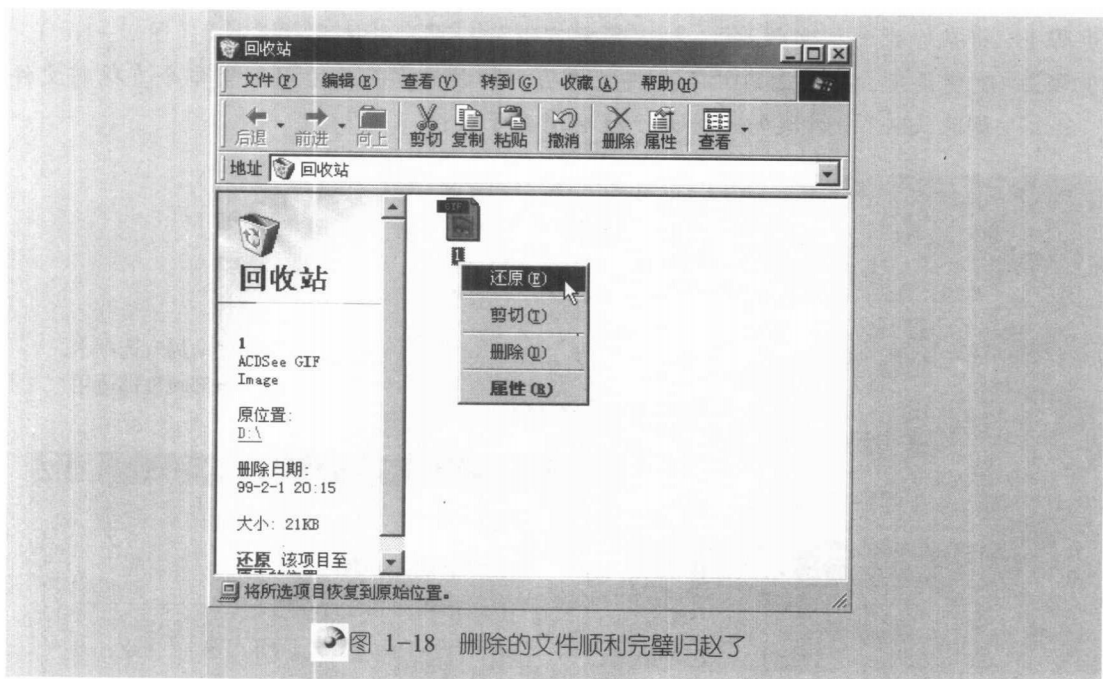 回收站
文件(F) 编辑(E) 查看(V) 转到(G) 收藏(A) 帮助(H)
后退 前进 向上 剪切 复制 粘贴 撤消 删除 属性 查看
地址 回收站
GIF
1
回收站
还原(E)
剪切(T)
删除(D)
属性(R)
1
ACDSee GIF
Image
原位置:
D:\
删除日期:
99-2-1 20:15
大小: 21KB
还原 该项目至
将所选项目恢复到原始位置。
图 1-18 删除的文件顺利完璧归赵了